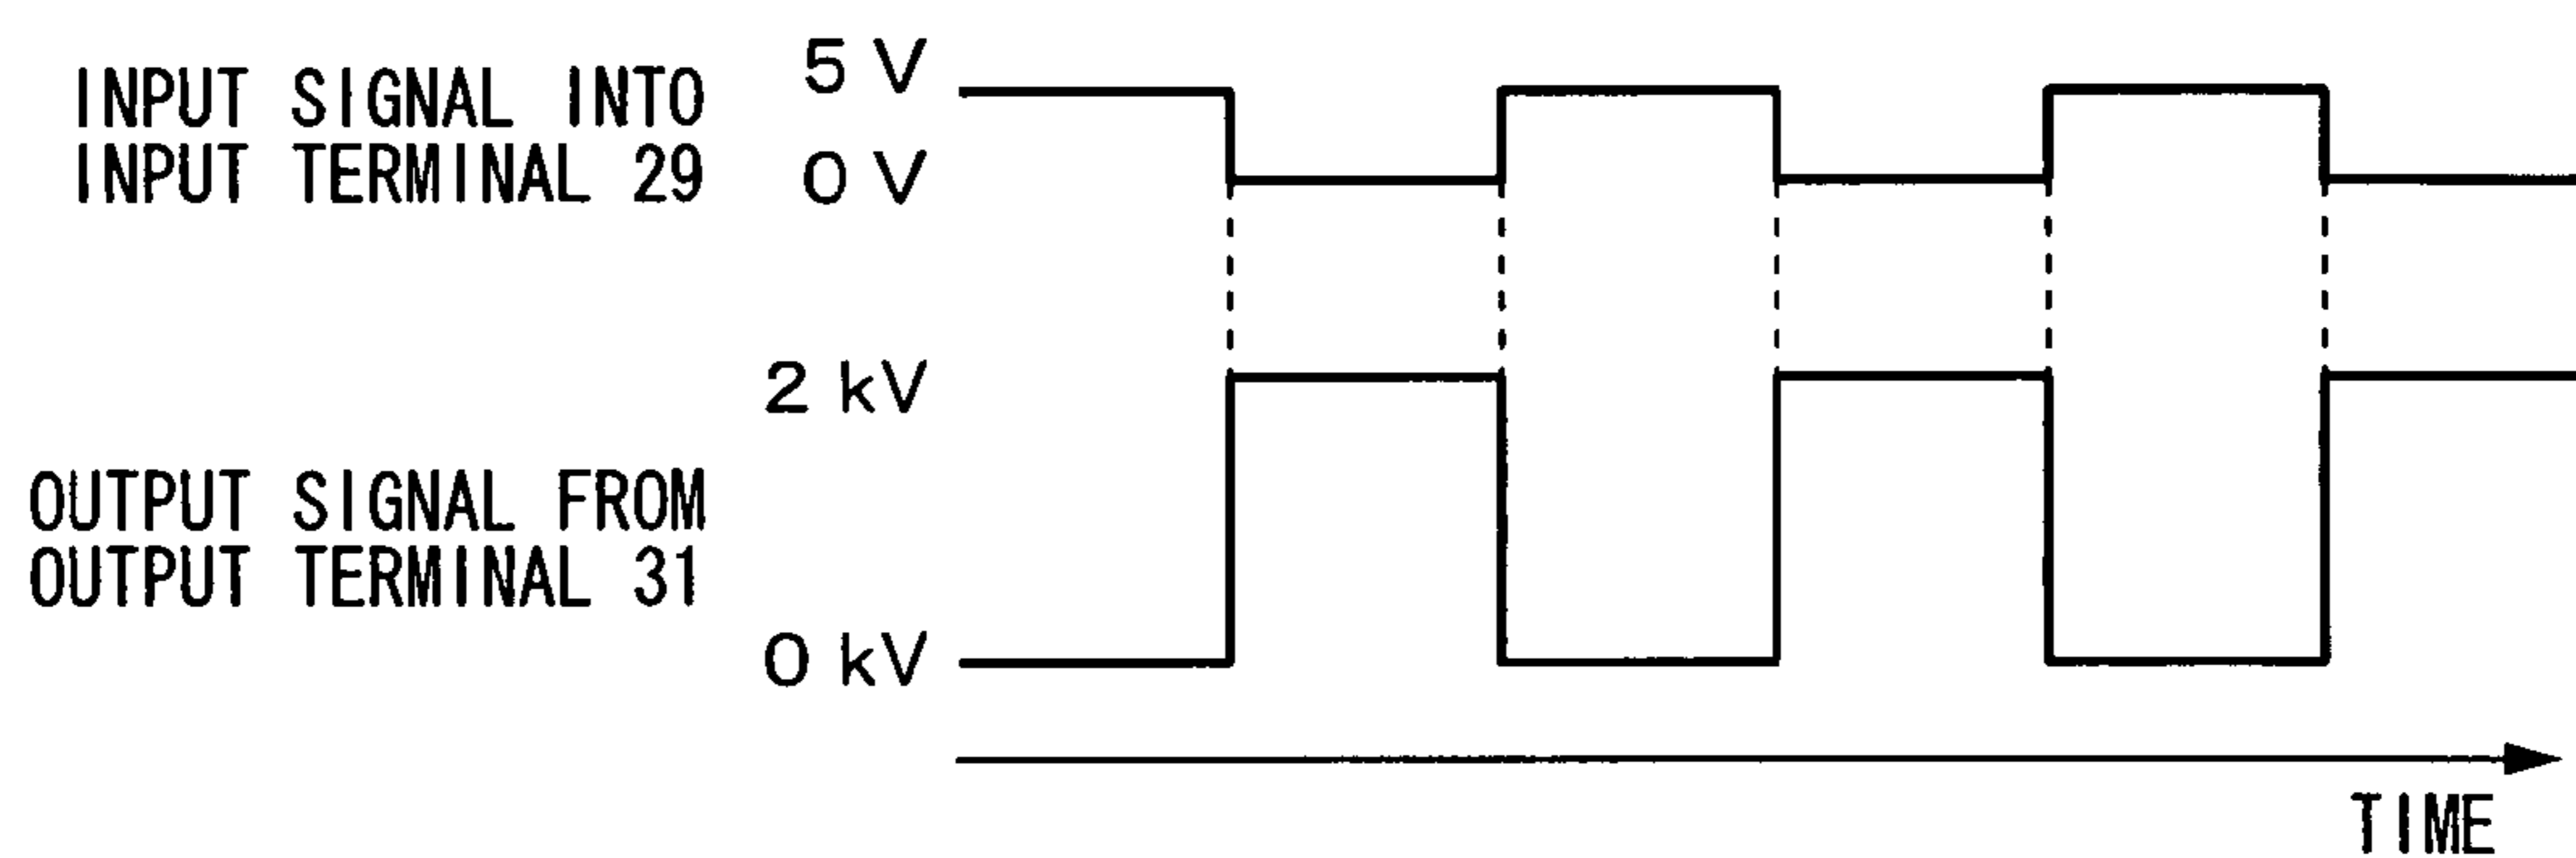 INPUT SIGNAL INTO
INPUT TERMINAL 29
5 V
0 V
2 kV
OUTPUT SIGNAL FROM
OUTPUT TERMINAL 31
0 kV
TIME